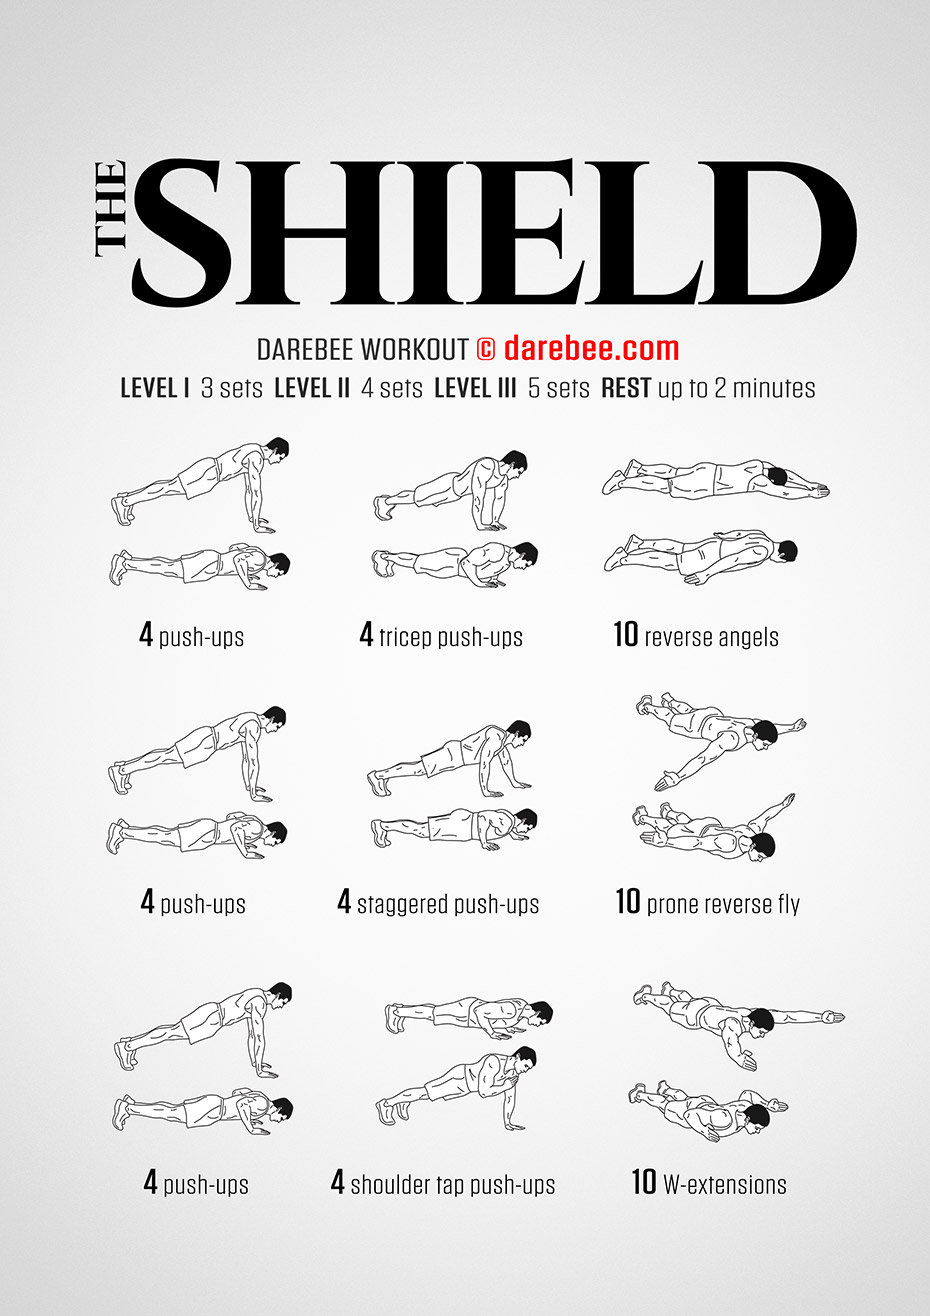 THE SHIELD
DAREBEE WORKOUT © darebee.com
LEVEL I 3 sets LEVEL II 4 sets LEVEL III 5 sets REST up to 2 minutes
4 push-ups
4 tricep push-ups
10 reverse angels
4 push-ups
4 staggered push-ups
10 prone reverse fly
4 push-ups
4 shoulder tap push-ups
10 W-extensions